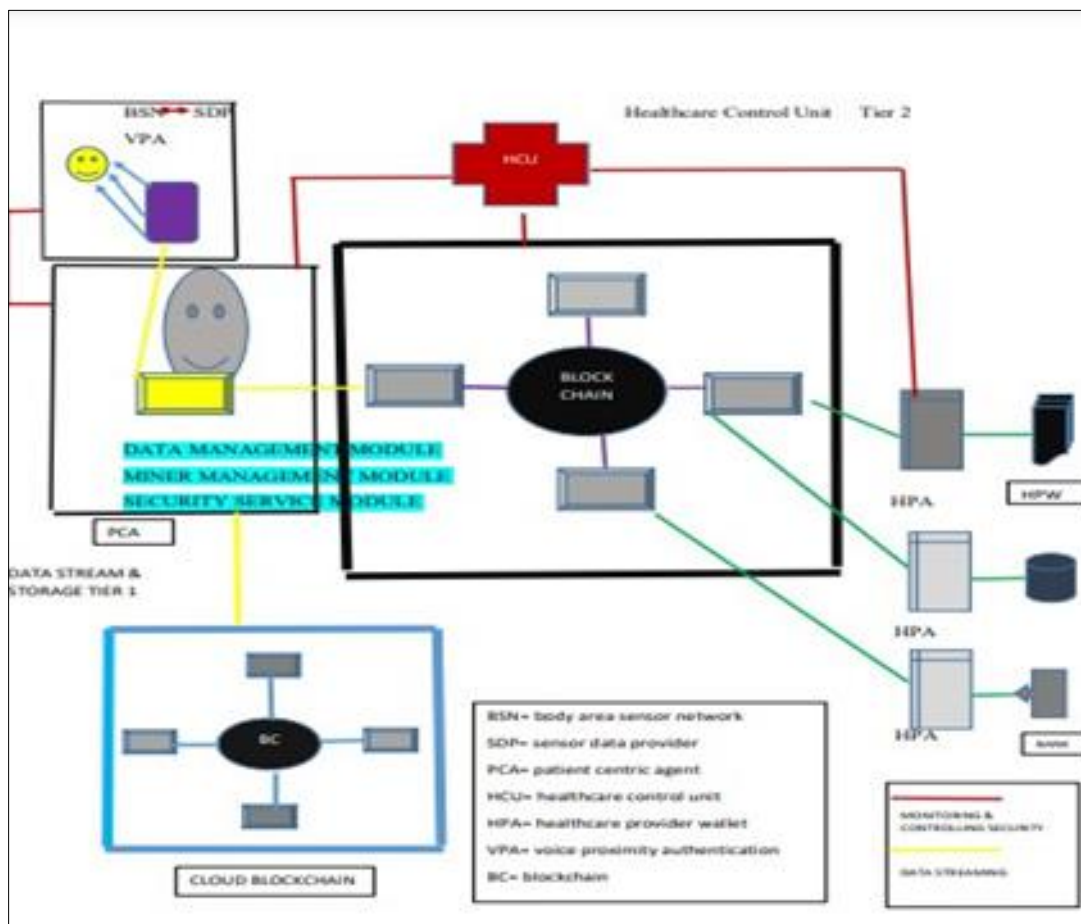 BSN SDP
VPA
Healthcare Control Unit Tier 2
HCU
BLOCK
CHAIN
DATA MANAGEMENT MODULE
MINER MANAGEMENT MODULE
SECURITY SERVICE MODULE
PCA
DATA STREAM &
STORAGE TIER 1
HPA
HPW
HPA
HPA
BANK
BC
CLOUD BLOCKCHAIN
BSN= body area sensor network
SDP= sensor data provider
PCA= patient centric agent
HCU= healthcare control unit
HPA= healthcare provider wallet
VPA= voice proximity authentication
BC= blockchain
MONITORING &
CONTROLLING SECURITY
DATA STREAMING